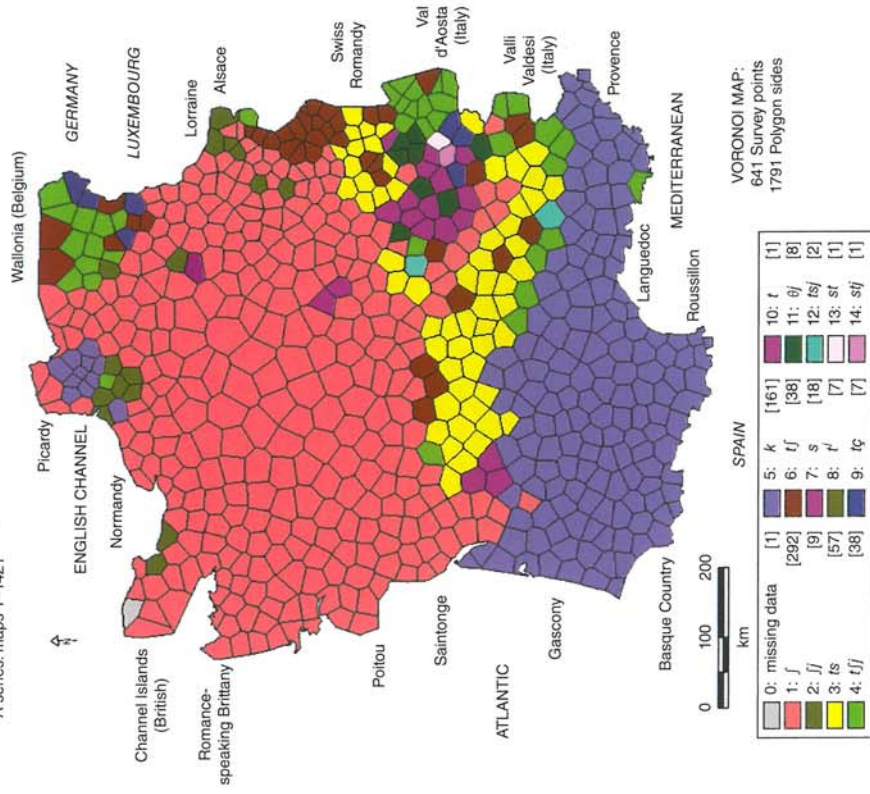 A series: maps 1–1421
N
Wallonia (Belgium)
GERMANY
LUXEMBOURG
Lorraine
Alsace
Swiss
Romandy
Val
d'Aosta
(Italy)
Valli
Valdesi
(Italy)
Provence
Picardy
ENGLISH CHANNEL
Normandy
Channel Islands
(British)
Romance-
speaking Brittany
Poitou
Saintonge
ATLANTIC
Gascony
Basque Country
SPAIN
Languedoc
Roussillon
MEDITERRANEAN
VORONOI MAP:
641 Survey points
1791 Polygon sides
0 100 200
km
0: missing data [1] 5: k [161] 10: t [1]
1: ʃ [292] 6: tʃ [38] 11: θj [8]
2: ʃj [9] 7: s [18] 12: tsj [2]
3: ts [57] 8: tʲ [7] 13: st [1]
4: tʃj [38] 9: tç [7] 14: stj [1]